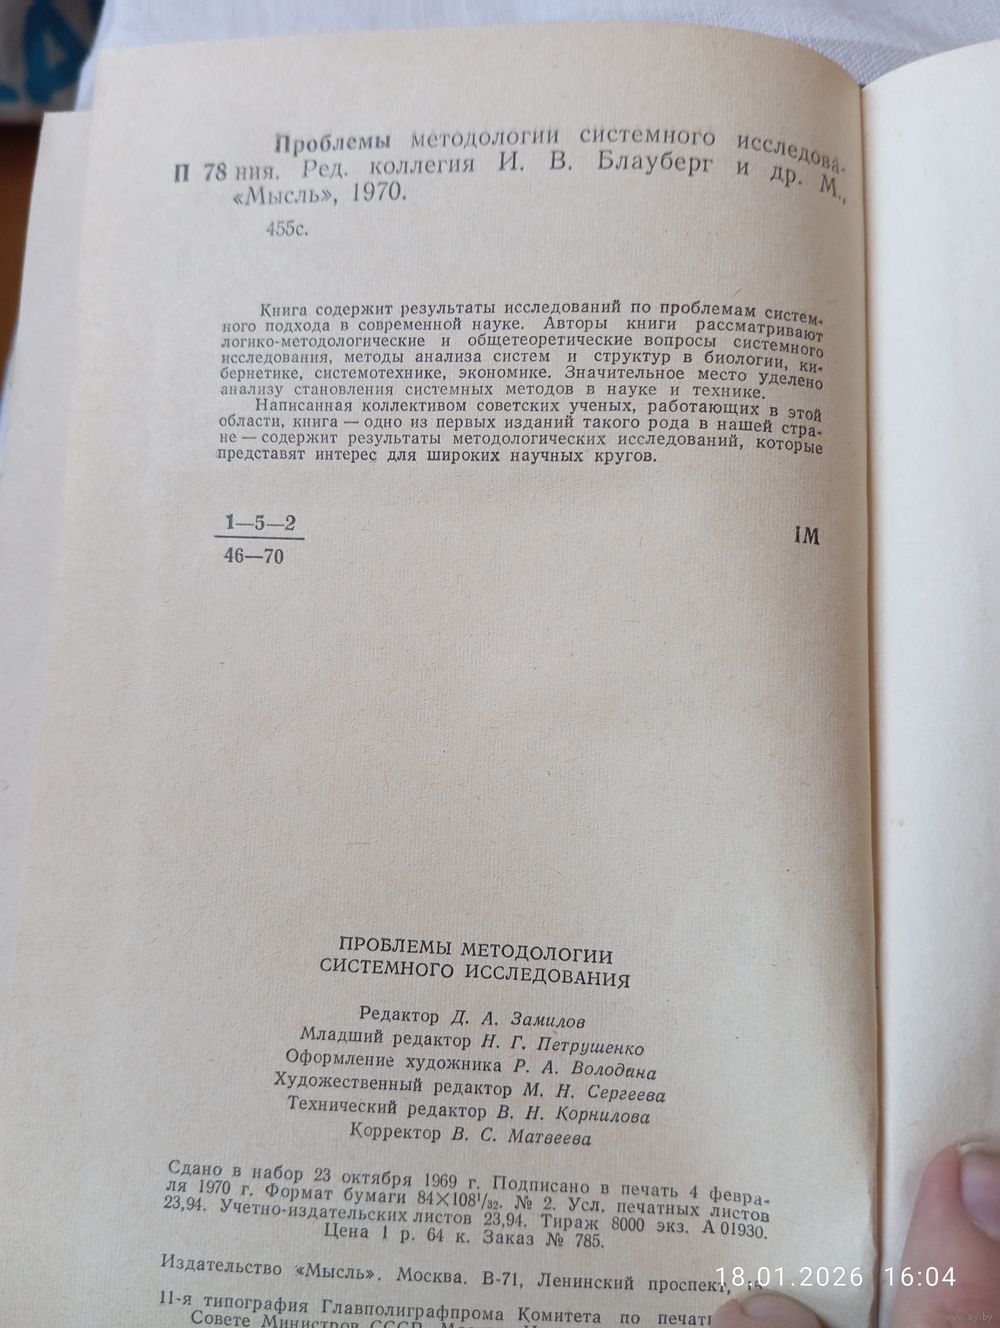 Проблемы методологии системного исследова-
П 78 ния. Ред. коллегия И. В. Блауберг и др. М.,
«Мысль», 1970.
455с.
Книга содержит результаты исследований по проблемам систем-
ного подхода в современной науке. Авторы книги рассматривают
логико-методологические и общетеоретические вопросы системного
исследования, методы анализа систем и структур в биологии, ки-
бернетике, системотехнике, экономике. Значительное место уделено
анализу становления системных методов в науке и технике.
Написанная коллективом советских ученых, работающих в этой
области, книга — одно из первых изданий такого рода в нашей стра-
не — содержит результаты методологических исследований, которые
представят интерес для широких научных кругов.
1—5—2
46—70
1М
ПРОБЛЕМЫ МЕТОДОЛОГИИ
СИСТЕМНОГО ИССЛЕДОВАНИЯ
Редактор Д. А. Замилов
Младший редактор Н. Г. Петрушенко
Оформление художника Р. А. Володина
Художественный редактор М. Н. Сергеева
Технический редактор В. Н. Корнилова
Корректор В. С. Матвеева
Сдано в набор 23 октября 1969 г. Подписано в печать 4 февра-
ля 1970 г. Формат бумаги 84×108¹/₃₂. № 2. Усл. печатных листов
23,94. Учетно-издательских листов 23,94. Тираж 8000 экз. А 01930.
Цена 1 р. 64 к. Заказ № 785.
Издательство «Мысль». Москва. В-71, Ленинский проспект,
11-я типография Главполиграфпрома Комитета по печати
Совете Министров СССР.
18.01.2026 16:04
www.ay.by